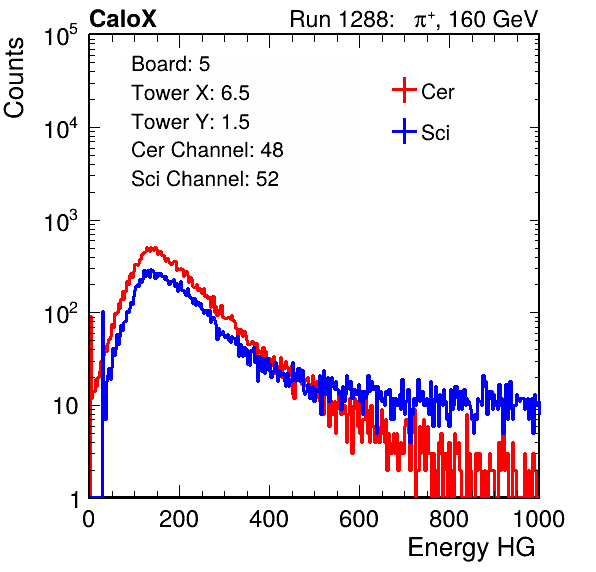 CaloX Run 1288: π⁺, 160 GeV
Counts
Board: 5
Tower X: 6.5
Tower Y: 1.5
Cer Channel: 48
Sci Channel: 52
Cer
Sci
10⁵
10⁴
10³
10²
10
1
0 200 400 600 800 1000
Energy HG